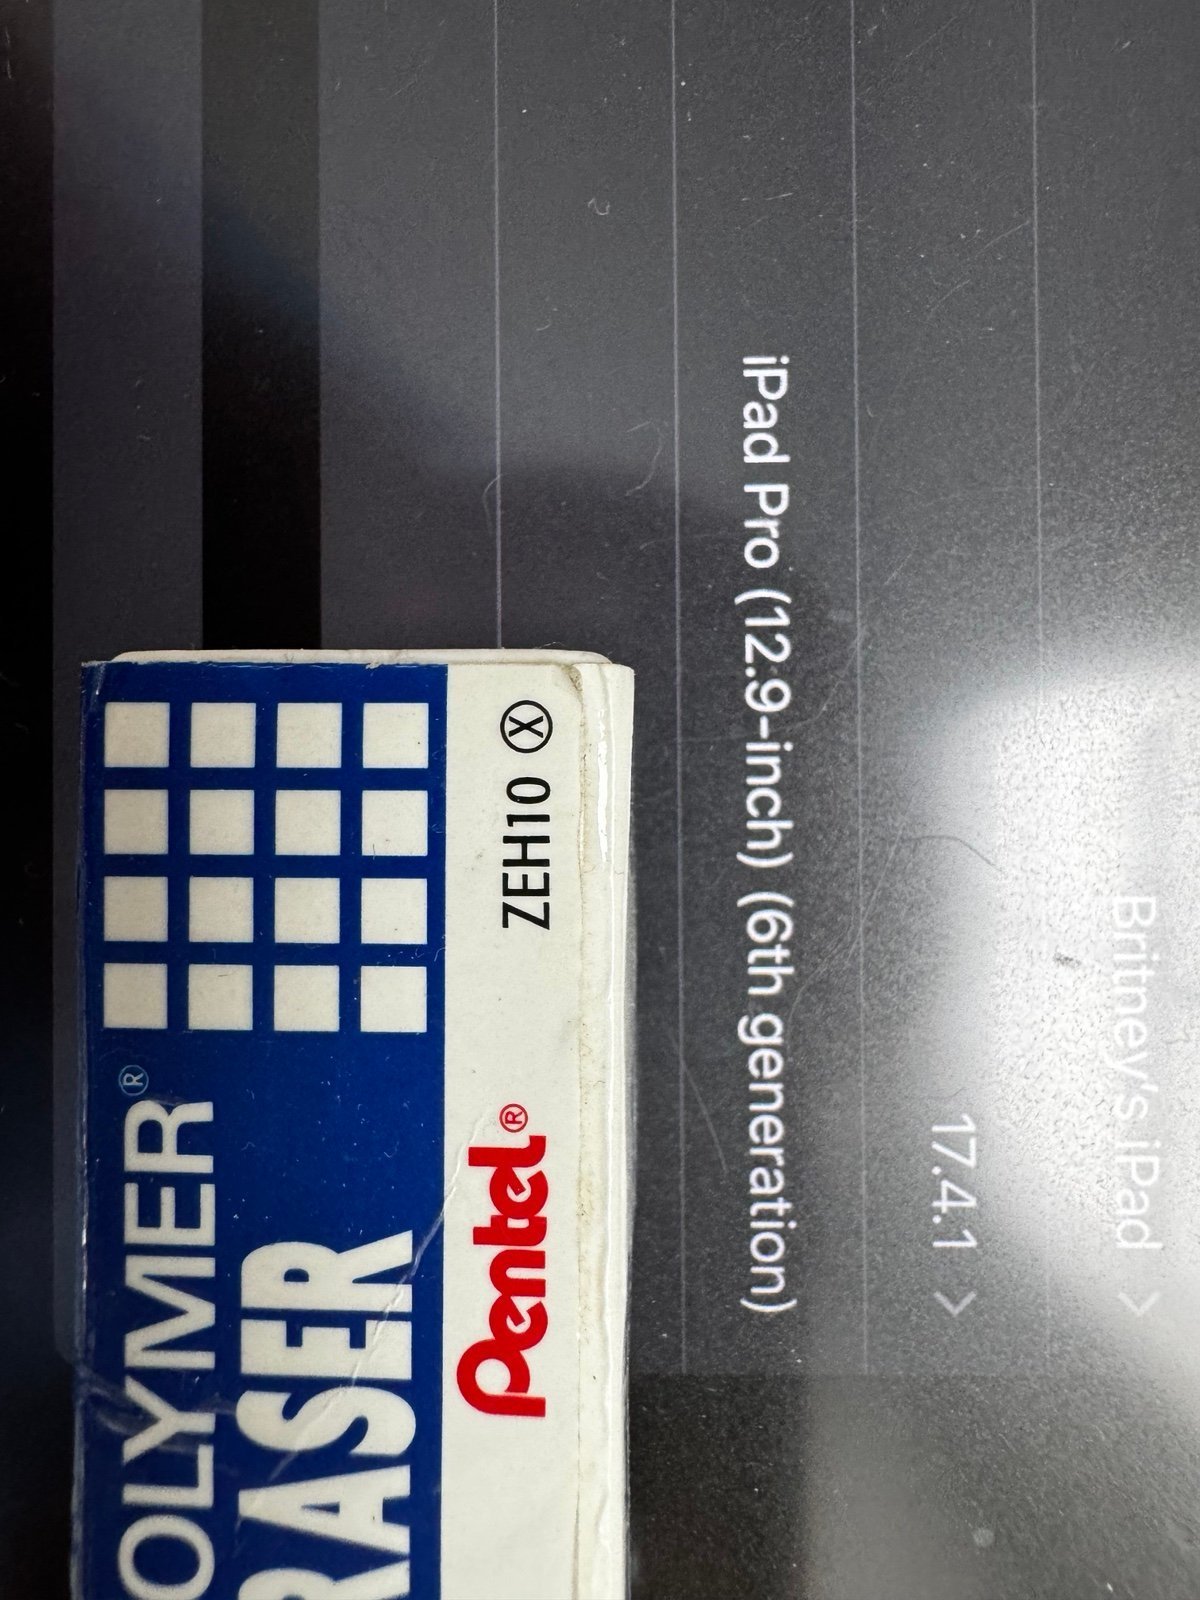 Britney's iPad
17.4.1
iPad Pro (12.9-inch) (6th generation)
ZEH10 Ⓧ
Pentel®
OLYMER®
RASER